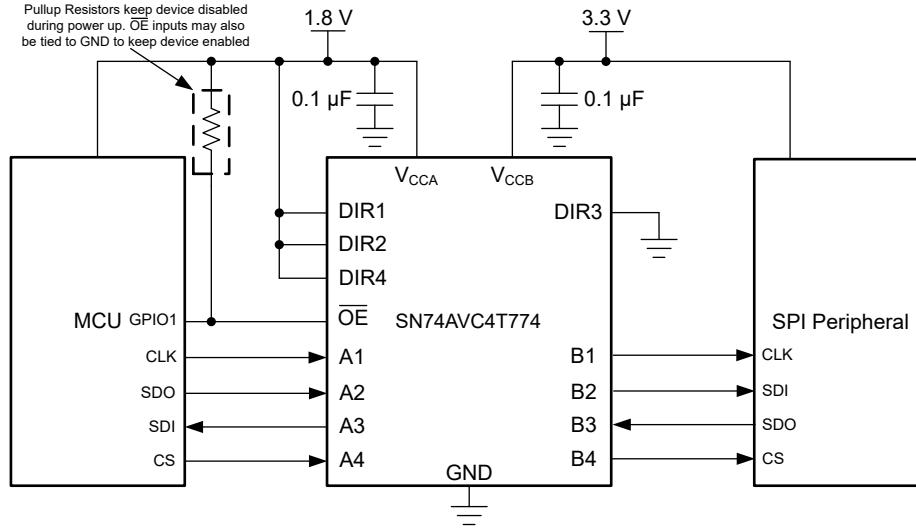 Pullup Resistors keep device disabled
during power up. OE inputs may also
be tied to GND to keep device enabled
1.8 V
3.3 V
0.1 µF
0.1 µF
VCCA
VCCB
DIR1
DIR3
DIR2
DIR4
MCU
GPIO1
OE
SN74AVC4T774
SPI Peripheral
CLK
A1
B1
CLK
SDO
A2
B2
SDI
SDI
A3
B3
SDO
CS
A4
B4
CS
GND